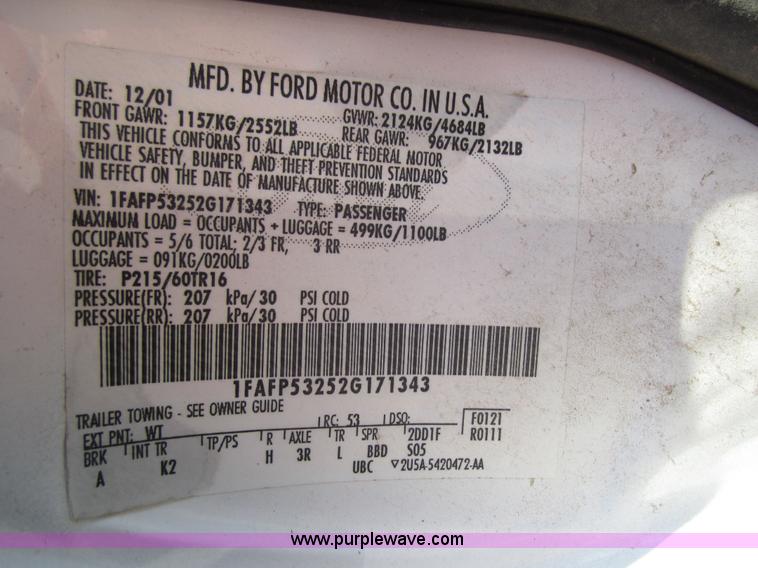 MFD. BY FORD MOTOR CO. IN U.S.A.
DATE: 12/01 GVWR: 2124KG/4684LB
FRONT GAWR: 1157KG/2552LB REAR GAWR: 967KG/2132LB
THIS VEHICLE CONFORMS TO ALL APPLICABLE FEDERAL MOTOR
VEHICLE SAFETY, BUMPER, AND THEFT PREVENTION STANDARDS
IN EFFECT ON THE DATE OF MANUFACTURE SHOWN ABOVE.
VIN: 1FAFP53252G171343 TYPE: PASSENGER
MAXIMUM LOAD = OCCUPANTS + LUGGAGE = 499KG/1100LB
OCCUPANTS = 5/6 TOTAL; 2/3 FR, 3 RR
LUGGAGE = 091KG/0200LB
TIRE: P215/60TR16
PRESSURE(FR): 207 kPa/30 PSI COLD
PRESSURE(RR): 207 kPa/30 PSI COLD
1FAFP53252G171343
TRAILER TOWING - SEE OWNER GUIDE
EXT PNT: WT RC: 53 DSO: F0121
BRK INT TR TP/PS R AXLE TR SPR 2DD1F R0111
A K2 H 3R L BBD S05
UBC ▽2U5A-5420472-AA
www.purplewave.com